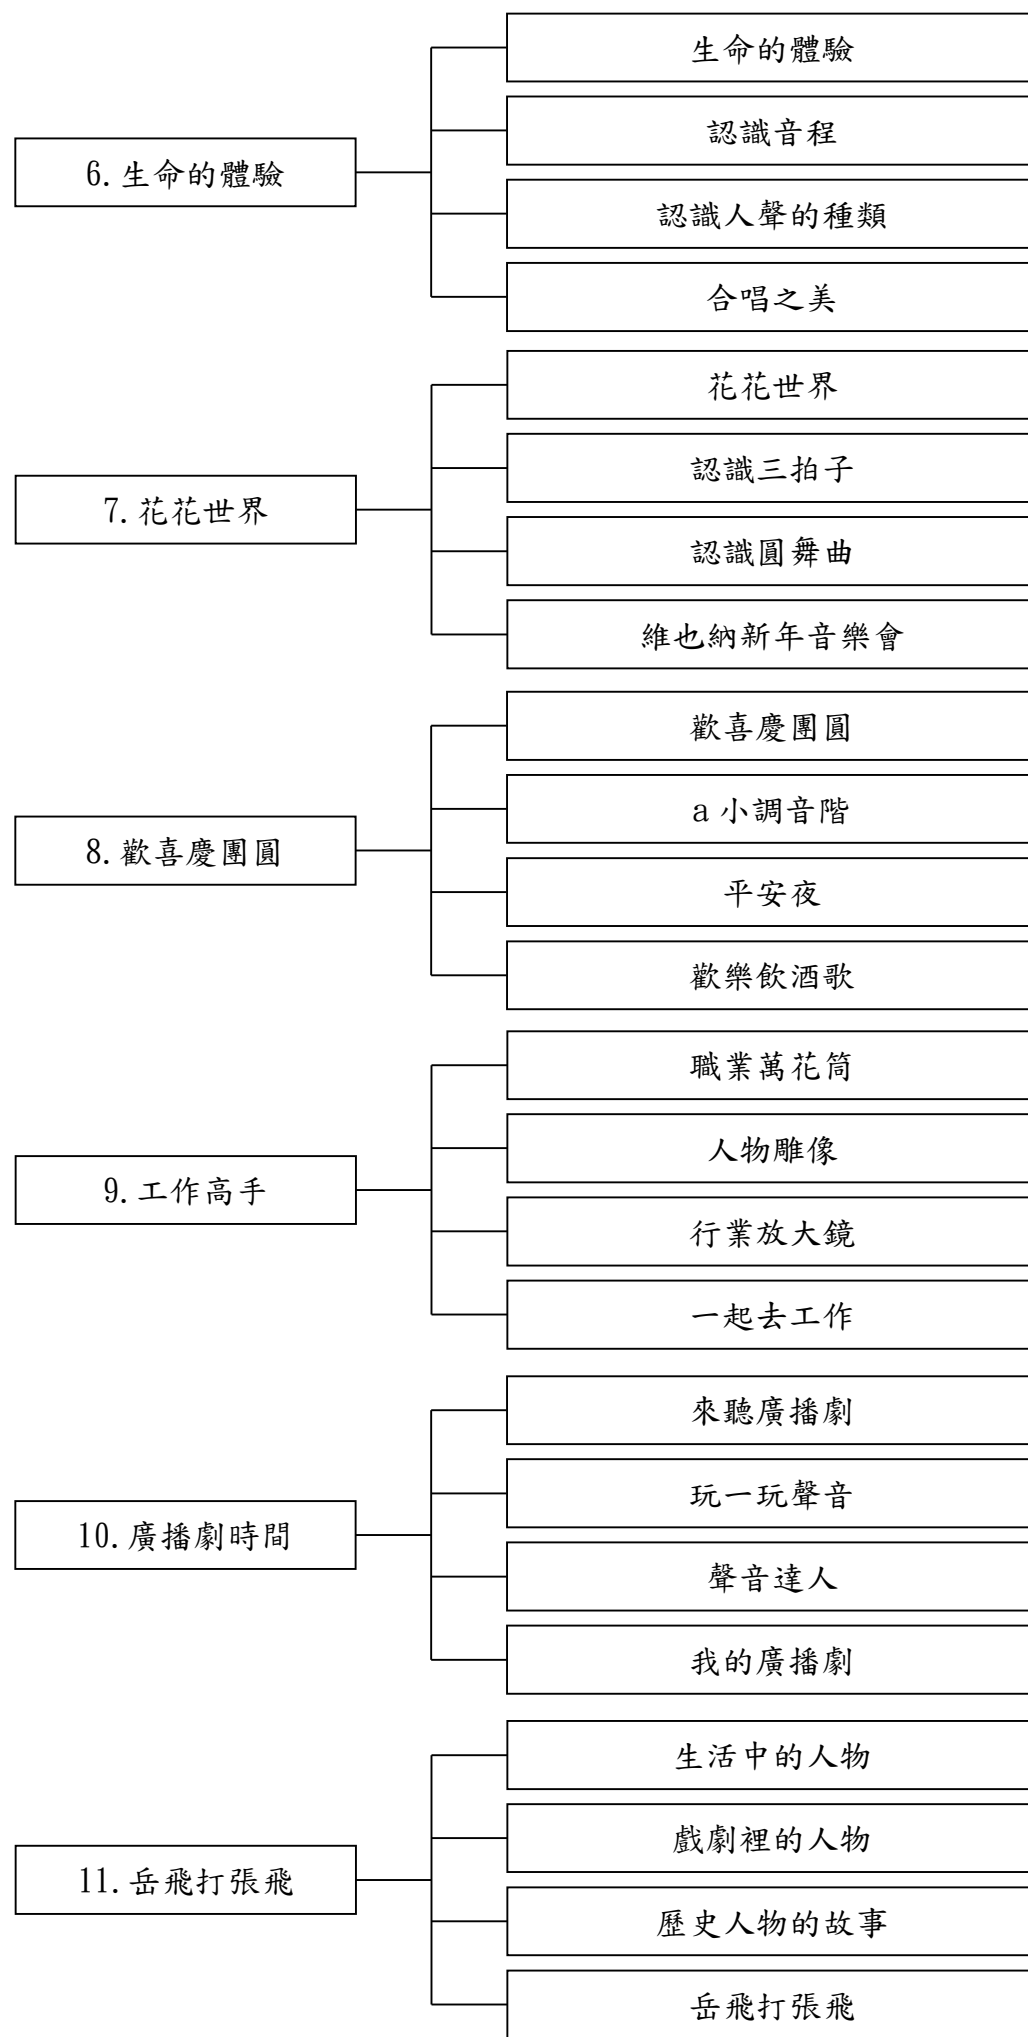 6.生命的體驗
生命的體驗
認識音程
認識人聲的種類
合唱之美
7.花花世界
花花世界
認識三拍子
認識圓舞曲
維也納新年音樂會
8.歡喜慶團圓
歡喜慶團圓
a 小調音階
平安夜
歡樂飲酒歌
9.工作高手
職業萬花筒
人物雕像
行業放大鏡
一起去工作
10.廣播劇時間
來聽廣播劇
玩一玩聲音
聲音達人
我的廣播劇
11.岳飛打張飛
生活中的人物
戲劇裡的人物
歷史人物的故事
岳飛打張飛